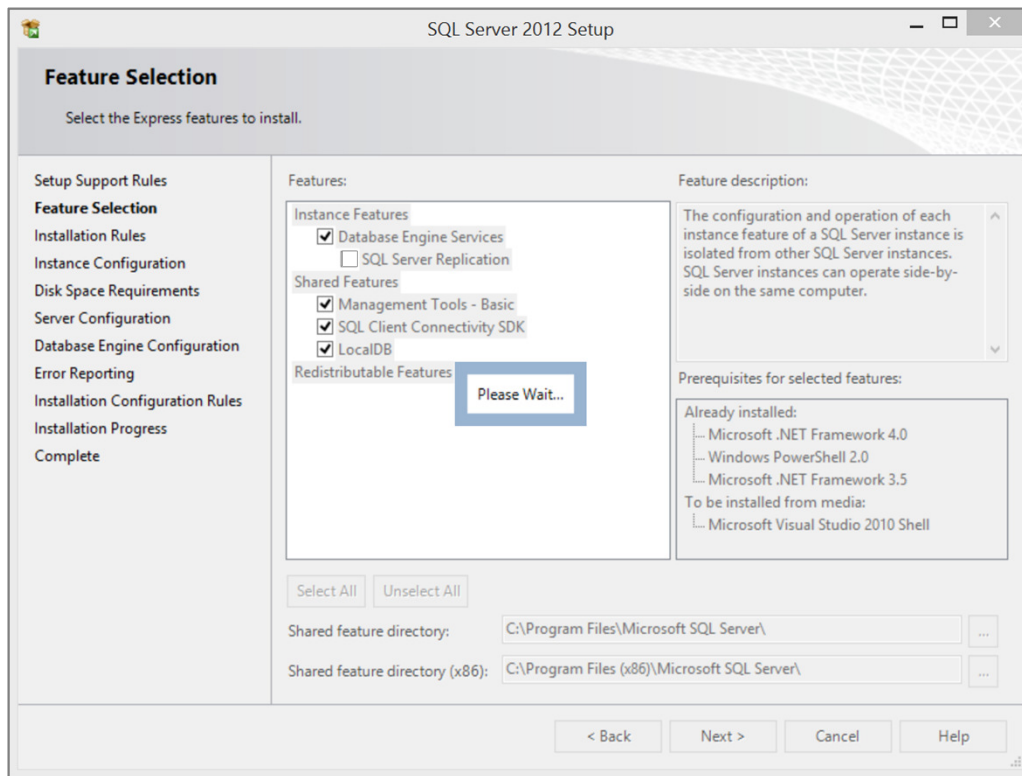 SQL Server 2012 Setup
Feature Selection
Select the Express features to install.
Setup Support Rules
Feature Selection
Installation Rules
Instance Configuration
Disk Space Requirements
Server Configuration
Database Engine Configuration
Error Reporting
Installation Configuration Rules
Installation Progress
Complete
Features:
Instance Features
Database Engine Services
SQL Server Replication
Shared Features
Management Tools - Basic
SQL Client Connectivity SDK
LocalDB
Redistributable Features
Please Wait...
Feature description:
The configuration and operation of each
instance feature of a SQL Server instance is
isolated from other SQL Server instances.
SQL Server instances can operate side-by-
side on the same computer.
Prerequisites for selected features:
Already installed:
Microsoft .NET Framework 4.0
Windows PowerShell 2.0
Microsoft .NET Framework 3.5
To be installed from media:
Microsoft Visual Studio 2010 Shell
Select All Unselect All
Shared feature directory: C:\Program Files\Microsoft SQL Server\ ...
Shared feature directory (x86): C:\Program Files (x86)\Microsoft SQL Server\ ...
< Back Next > Cancel Help